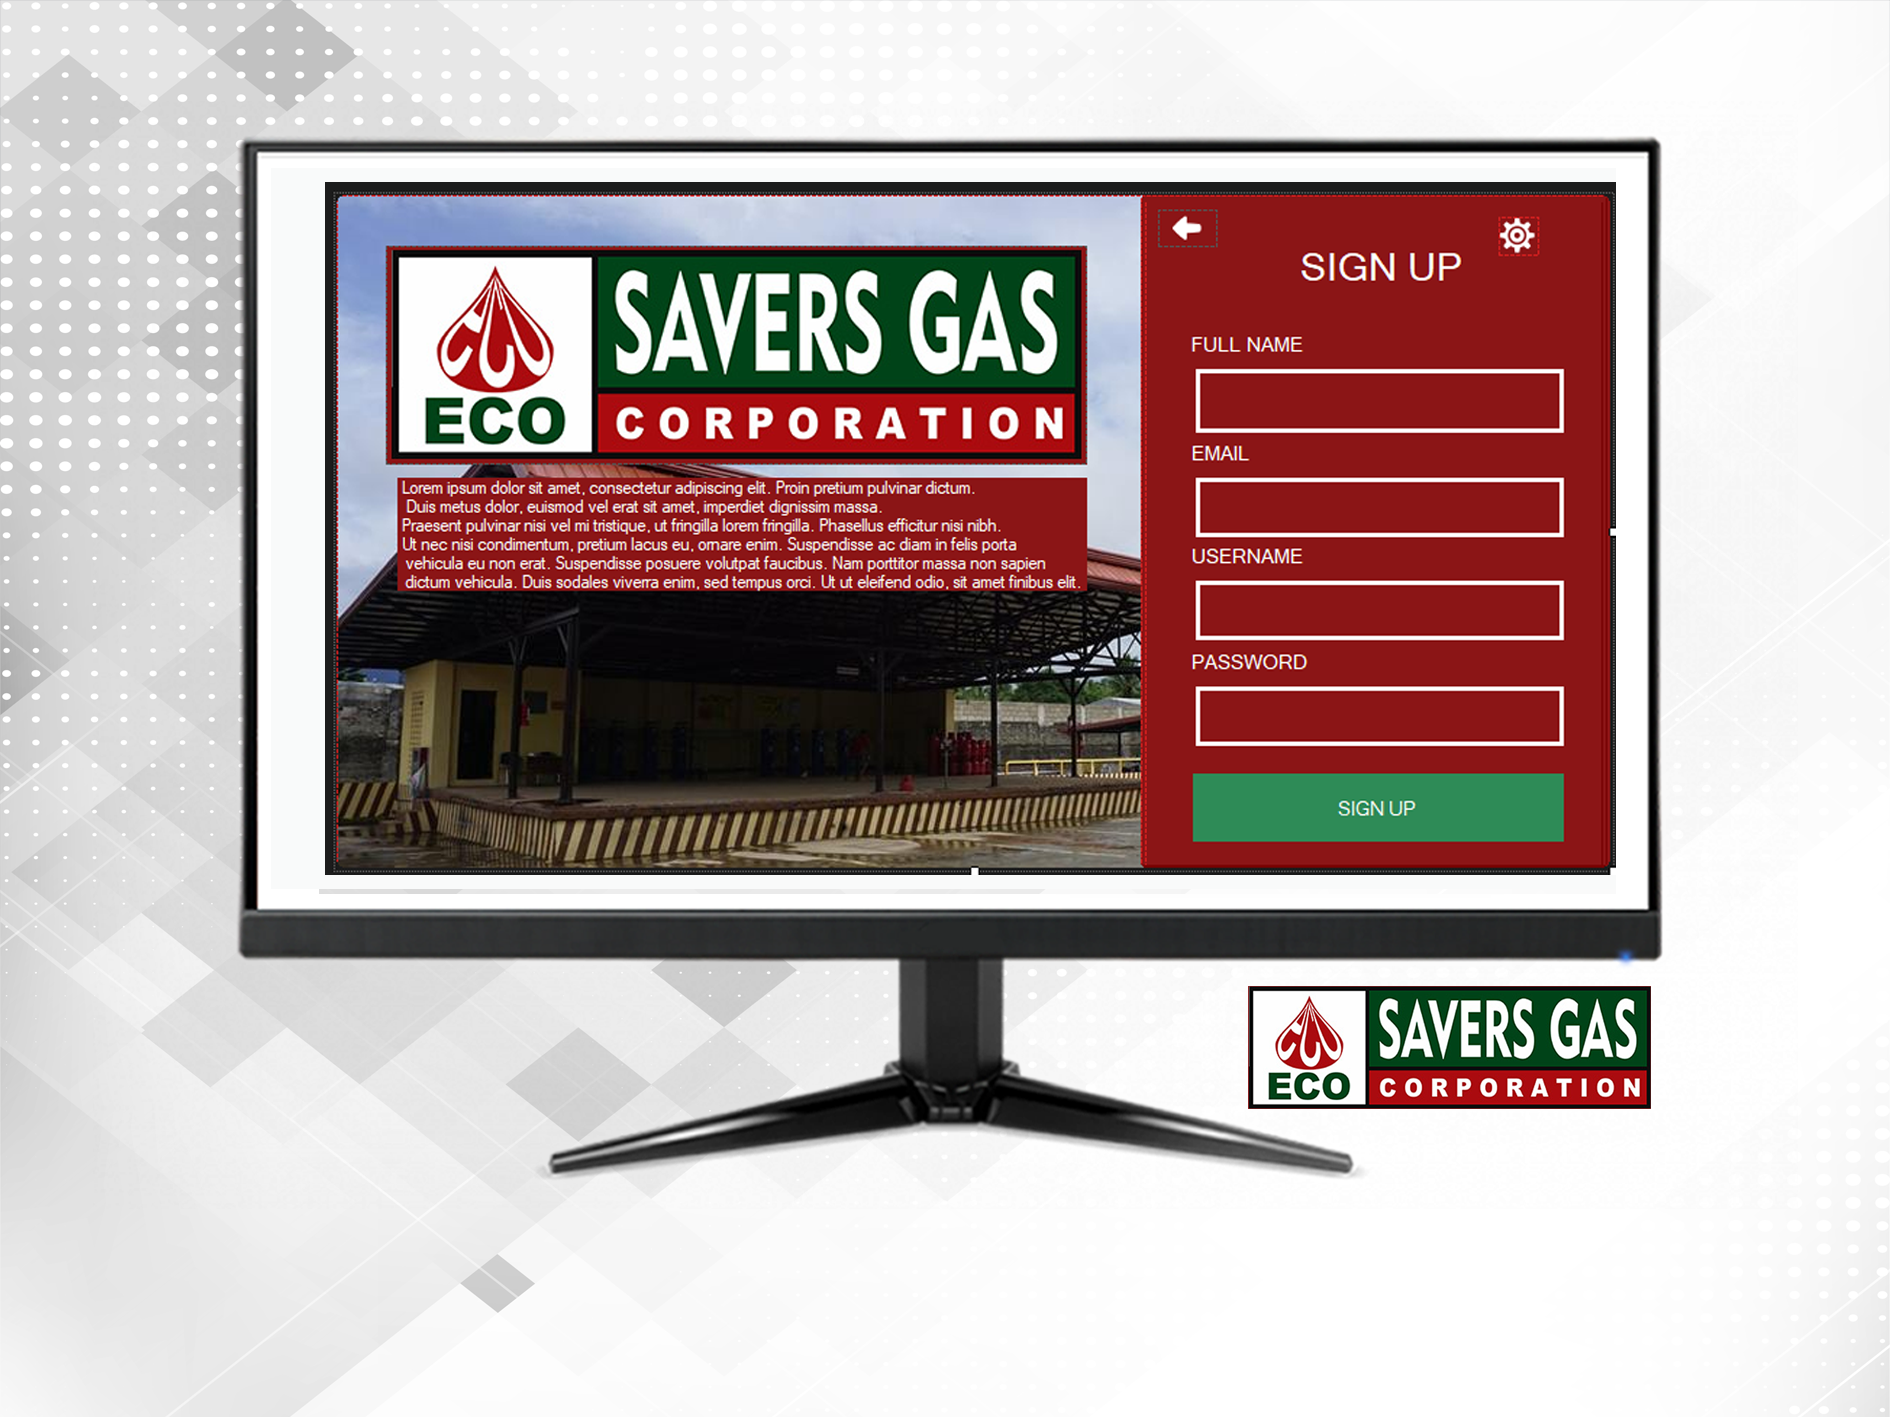 ECO
SAVERS GAS
CORPORATION
Lorem ipsum dolor sit amet, consectetur adipiscing elit. Proin pretium pulvinar dictum.
Duis metus dolor, euismod vel erat sit amet, imperdiet dignissim massa.
Praesent pulvinar nisi vel mi tristique, ut fringilla lorem fringilla. Phasellus efficitur nisi nibh.
Ut nec nisi condimentum, pretium lacus eu, ornare enim. Suspendisse ac diam in felis porta
vehicula eu non erat. Suspendisse posuere volutpat faucibus. Nam porttitor massa non sapien
dictum vehicula. Duis sodales viverra enim, sed tempus orci. Ut ut eleifend odio, sit amet finibus elit.
SIGN UP
FULL NAME
EMAIL
USERNAME
PASSWORD
SIGN UP
ECO
SAVERS GAS
CORPORATION